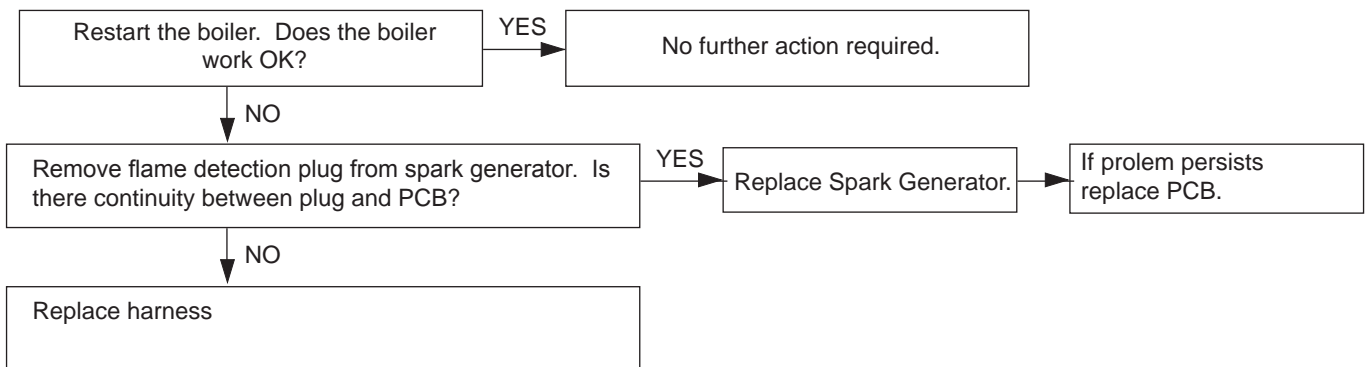 Restart the boiler.  Does the boiler
work OK?
YES
No further action required.
NO
Remove flame detection plug from spark generator.  Is
there continuity between plug and PCB?
YES
Replace Spark Generator.
If prolem persists
replace PCB.
NO
Replace harness